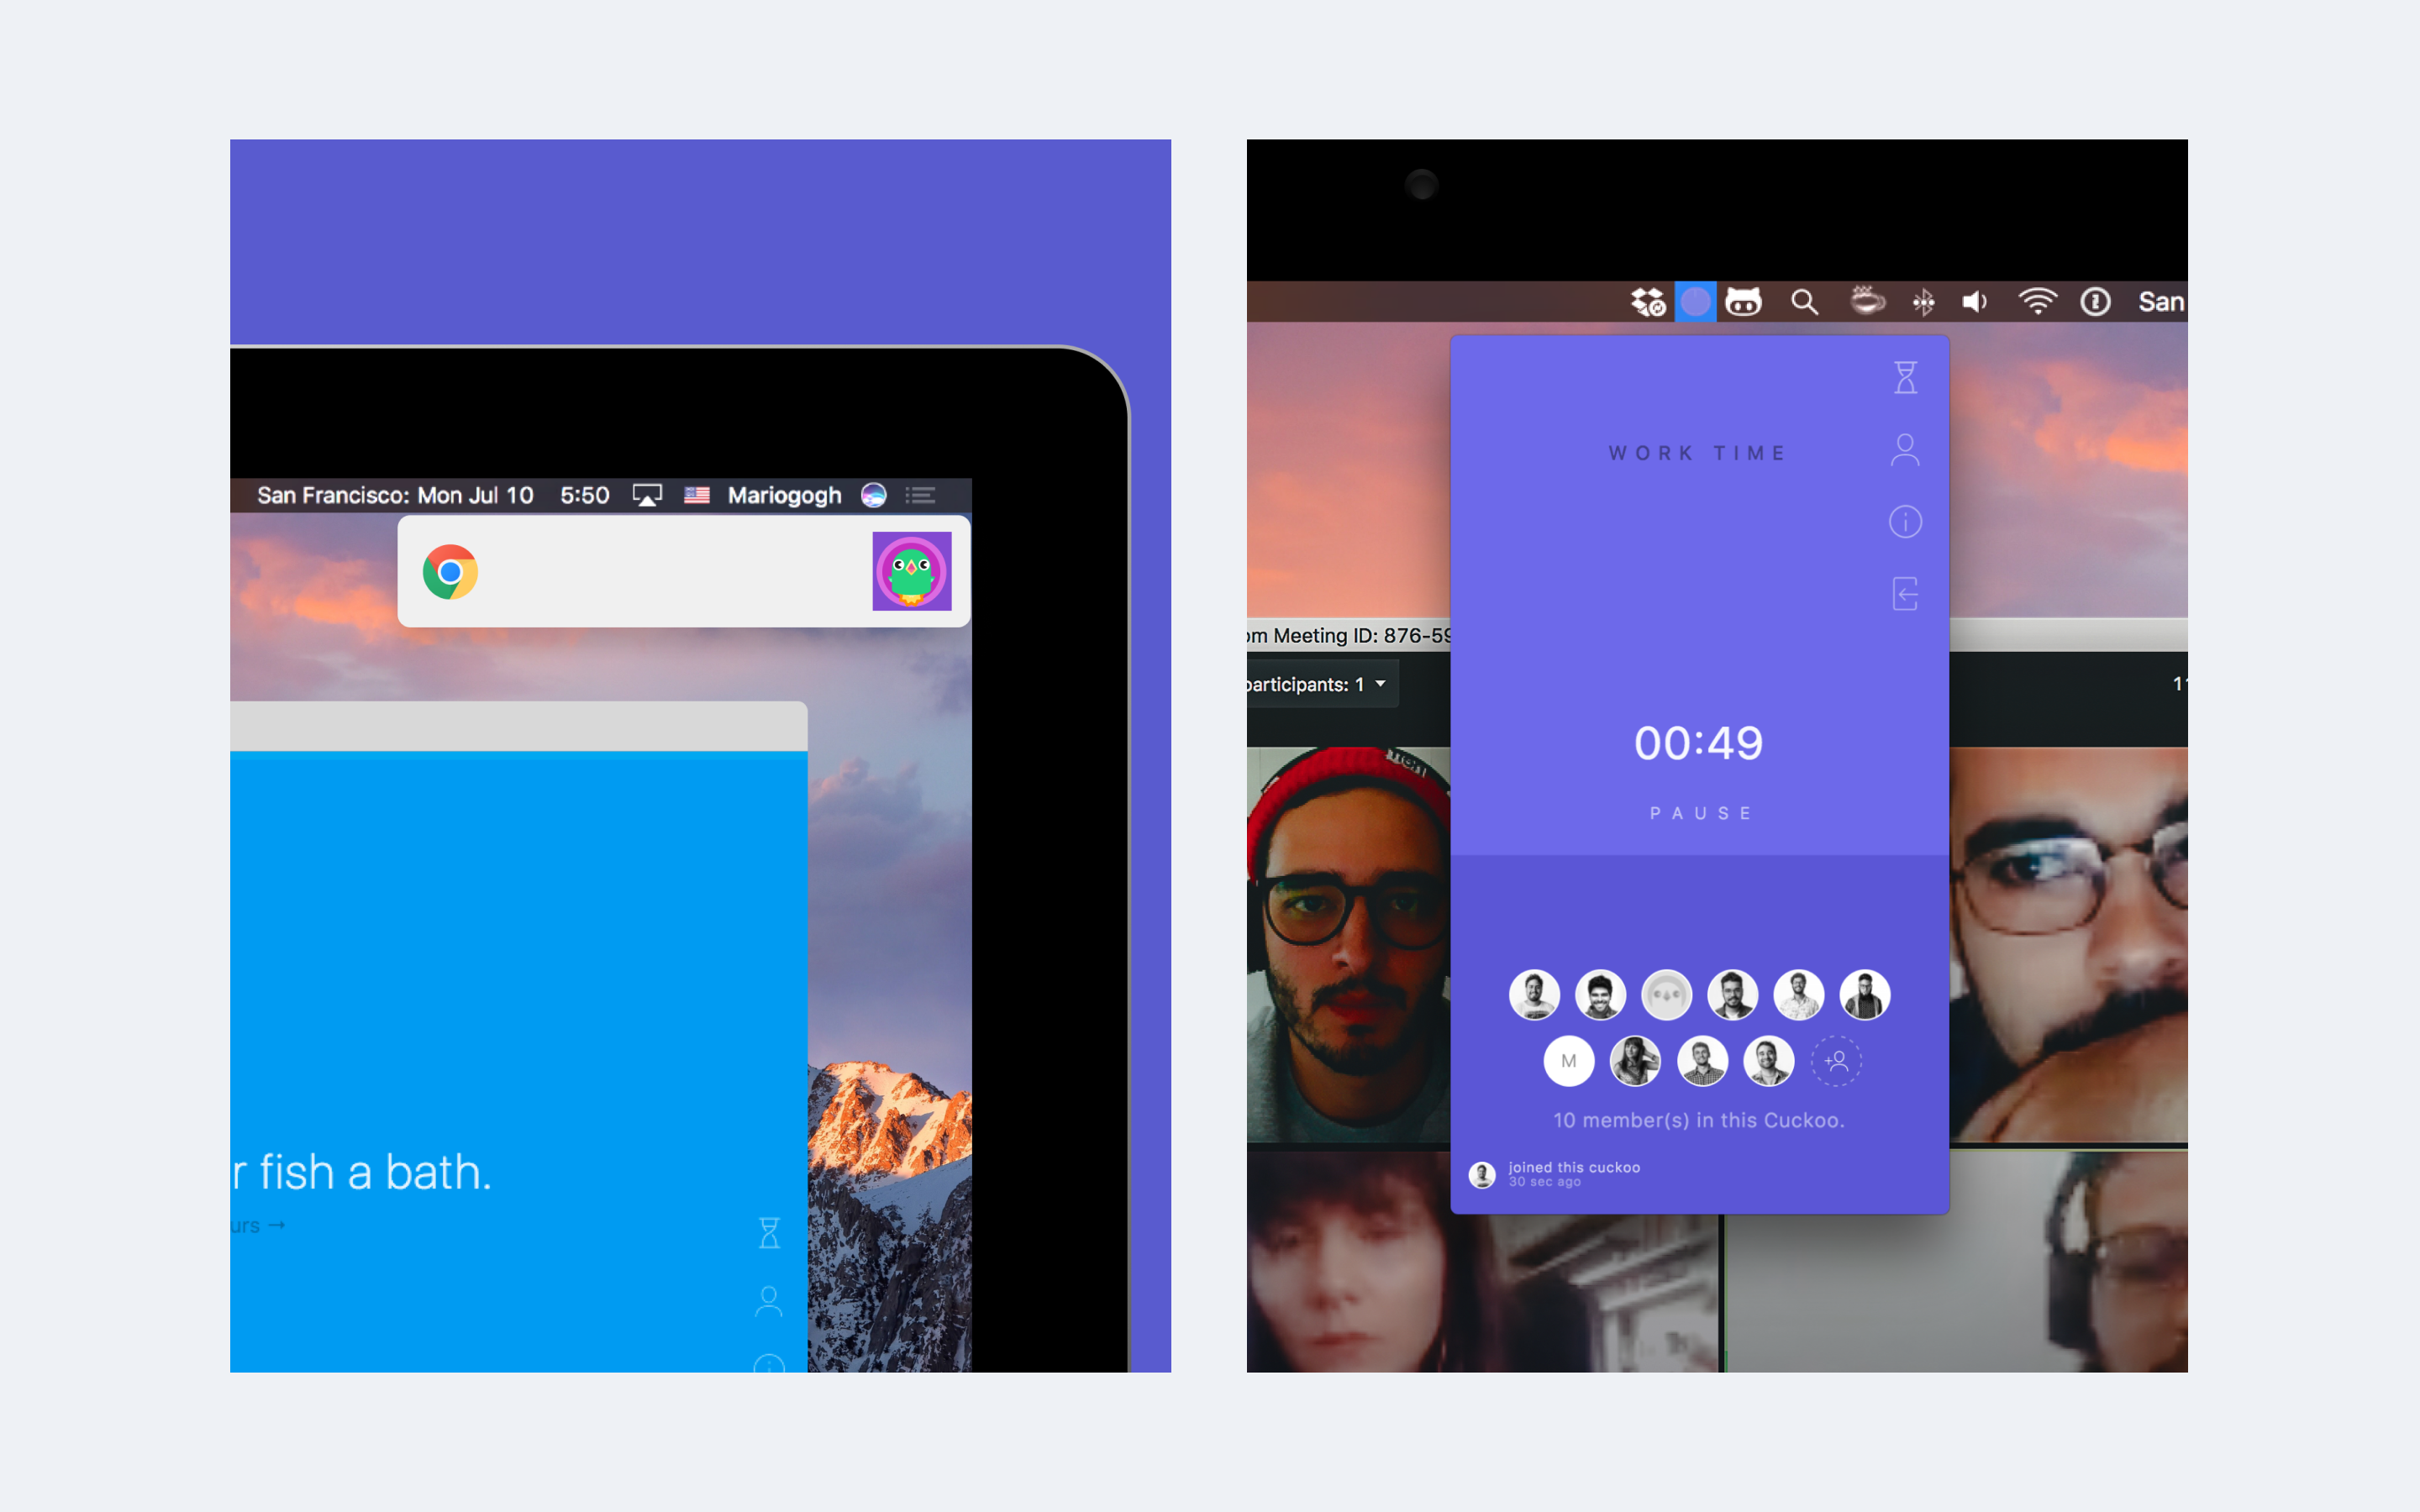 San Francisco: Mon Jul 10 5:50 Mariogogh
r fish a bath.
urs →
San
WORK TIME
om Meeting ID: 876-59
participants: 1
11
00:49
PAUSE
M
10 member(s) in this Cuckoo.
joined this cuckoo
30 sec ago